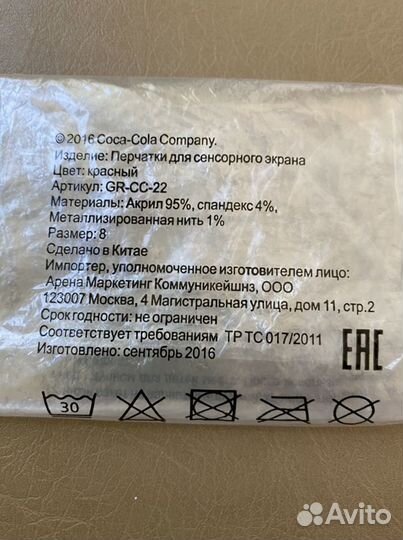 © 2016 Coca-Cola Company.
Изделие: Перчатки для сенсорного экрана
Цвет: красный
Артикул: GR-CC-22
Материалы: Акрил 95%, спандекс 4%,
Металлизированная нить 1%
Размер: 8
Сделано в Китае
Импортер, уполномоченное изготовителем лицо:
Арена Маркетинг Коммуникейшнз, ООО
123007 Москва, 4 Магистральная улица, дом 11, стр.2
Срок годности: не ограничен
Соответствует требованиям ТР ТС 017/2011
Изготовлено: сентябрь 2016
EAC
30
Avito